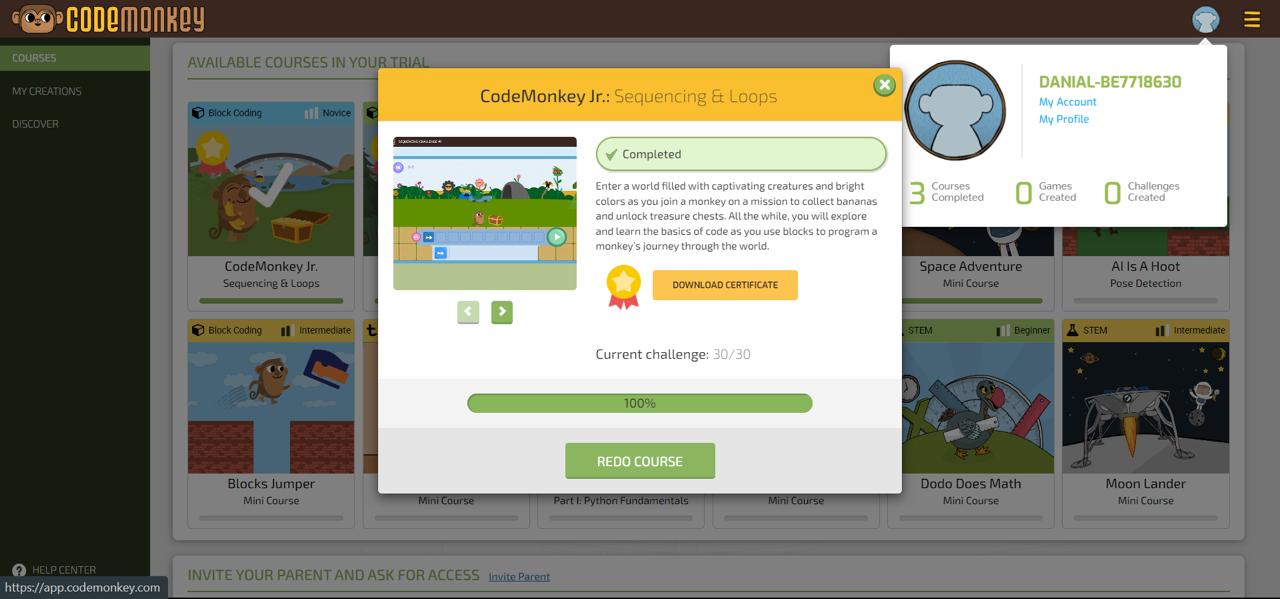 CODEMONKEY
COURSES
MY CREATIONS
DISCOVER
HELP CENTER
https://app.codemonkey.com
AVAILABLE COURSES IN YOUR TRIAL
Block Coding Novice
CodeMonkey Jr.
Sequencing & Loops
Space Adventure
Mini Course
AI Is A Hoot
Pose Detection
Block Coding Intermediate
Blocks Jumper
Mini Course
Mini Course
Part I: Python Fundamentals
Mini Course
STEM Beginner
Dodo Does Math
Mini Course
STEM Intermediate
Moon Lander
Mini Course
INVITE YOUR PARENT AND ASK FOR ACCESS Invite Parent
CodeMonkey Jr.: Sequencing & Loops
Completed
Enter a world filled with captivating creatures and bright
colors as you join a monkey on a mission to collect bananas
and unlock treasure chests. All the while, you will explore
and learn the basics of code as you use blocks to program a
monkey's journey through the world.
DOWNLOAD CERTIFICATE
Current challenge: 30/30
100%
REDO COURSE
DANIAL-BE7718630
My Account
My Profile
3 Courses Completed
0 Games Created
0 Challenges Created